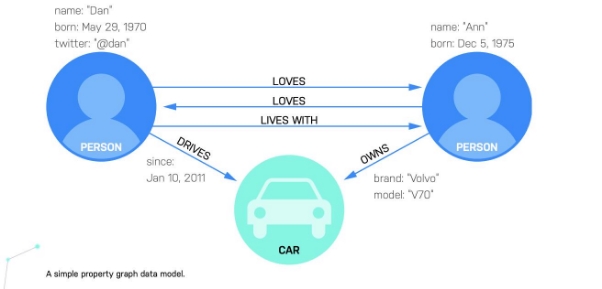 name: "Dan"
born: May 29, 1970
twitter: "@dan"
name: "Ann"
born: Dec 5, 1975
LOVES
LOVES
LIVES WITH
PERSON
PERSON
DRIVES
since:
Jan 10, 2011
OWNS
brand: "Volvo"
model: "V70"
CAR
A simple property graph data model.